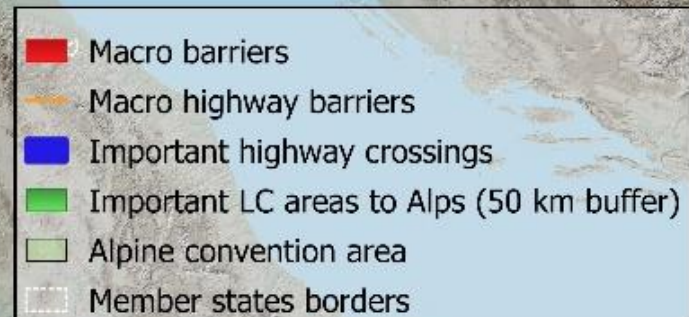 Macro barriers
Macro highway barriers
Important highway crossings
Important LC areas to Alps (50 km buffer)
Alpine convention area
Member states borders